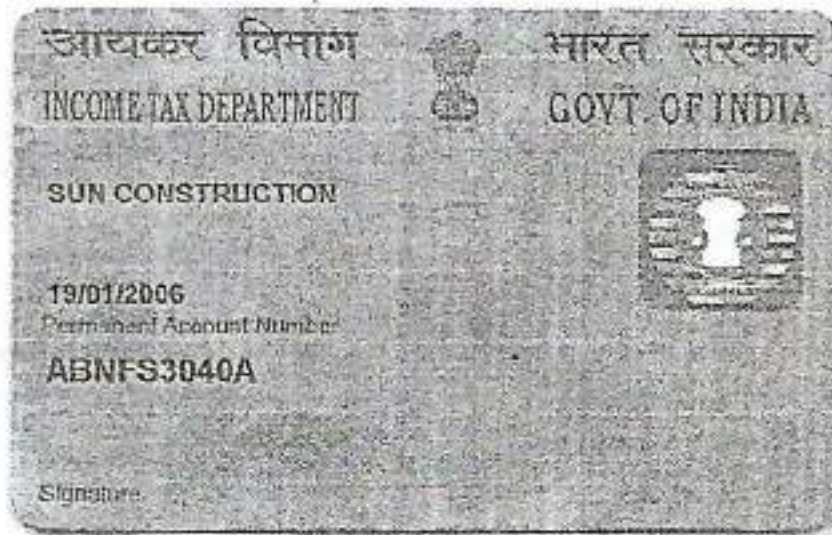 आयकर विभाग
भारत सरकार
INCOME TAX DEPARTMENT
GOVT. OF INDIA
SUN CONSTRUCTION
19/01/2006
Permanent Account Number
ABNFS3040A
Signature